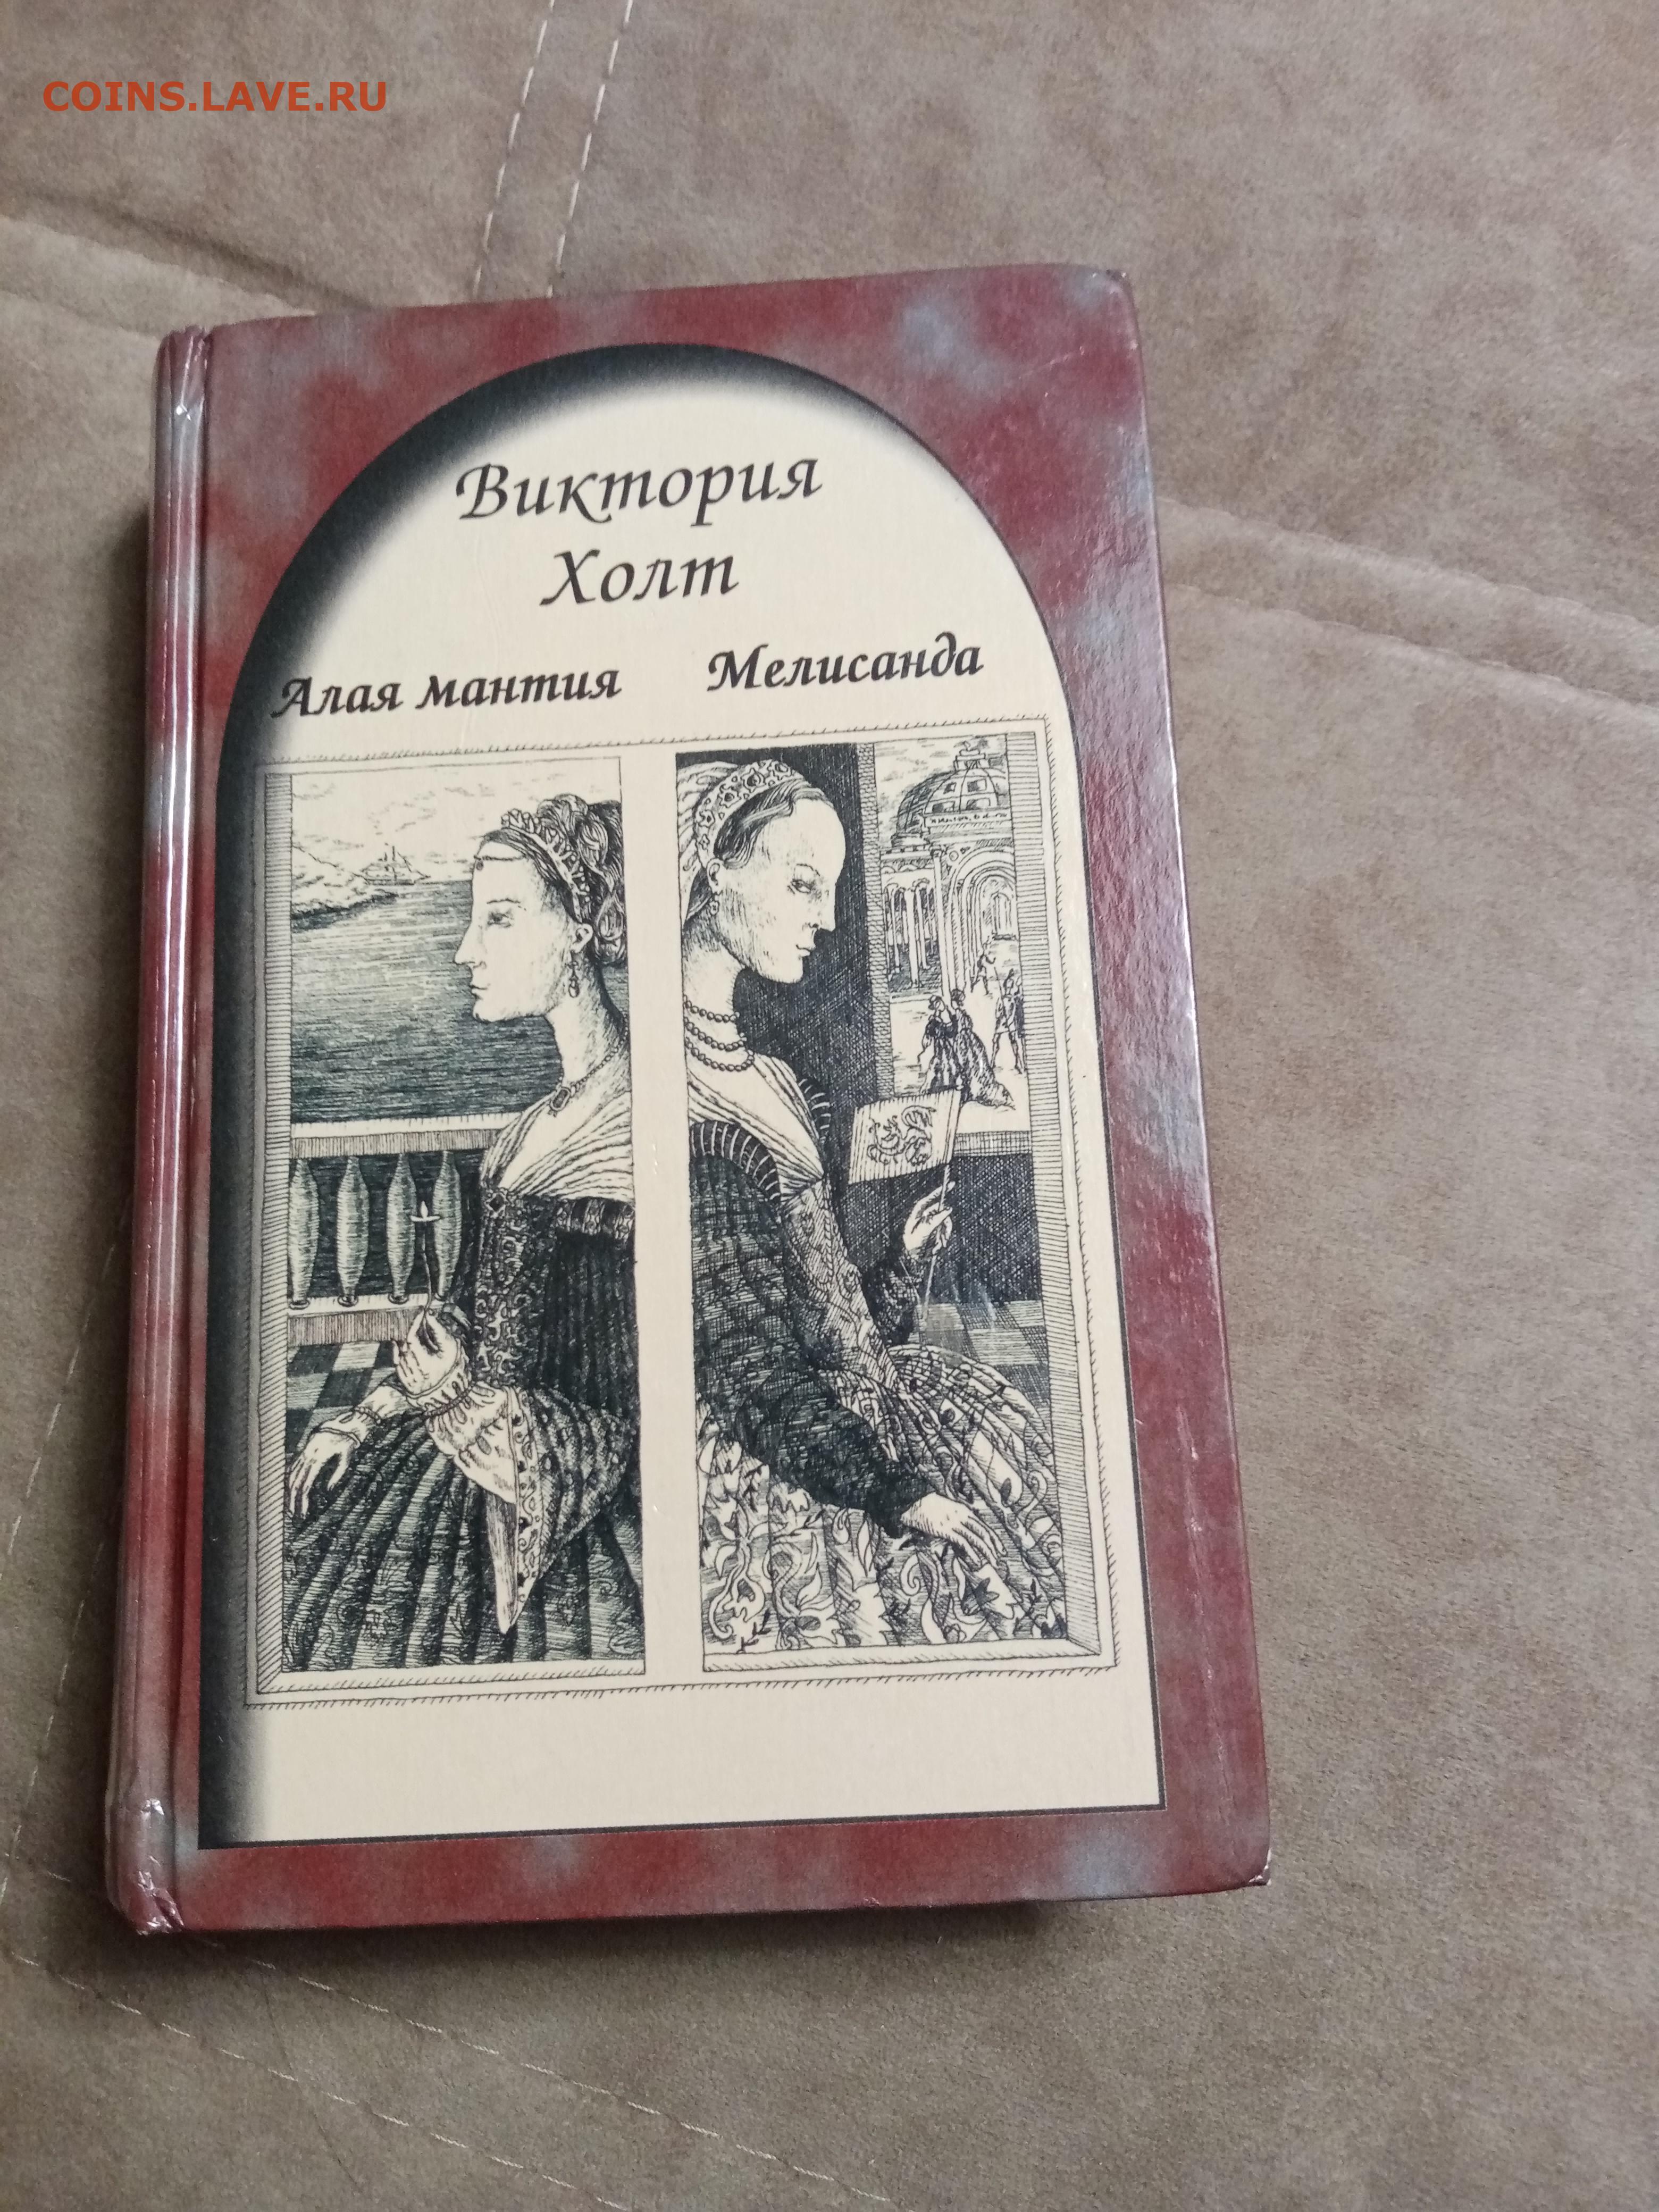 COINS.LAVE.RU
Виктория
Холт
Алая мантия Мелисанда